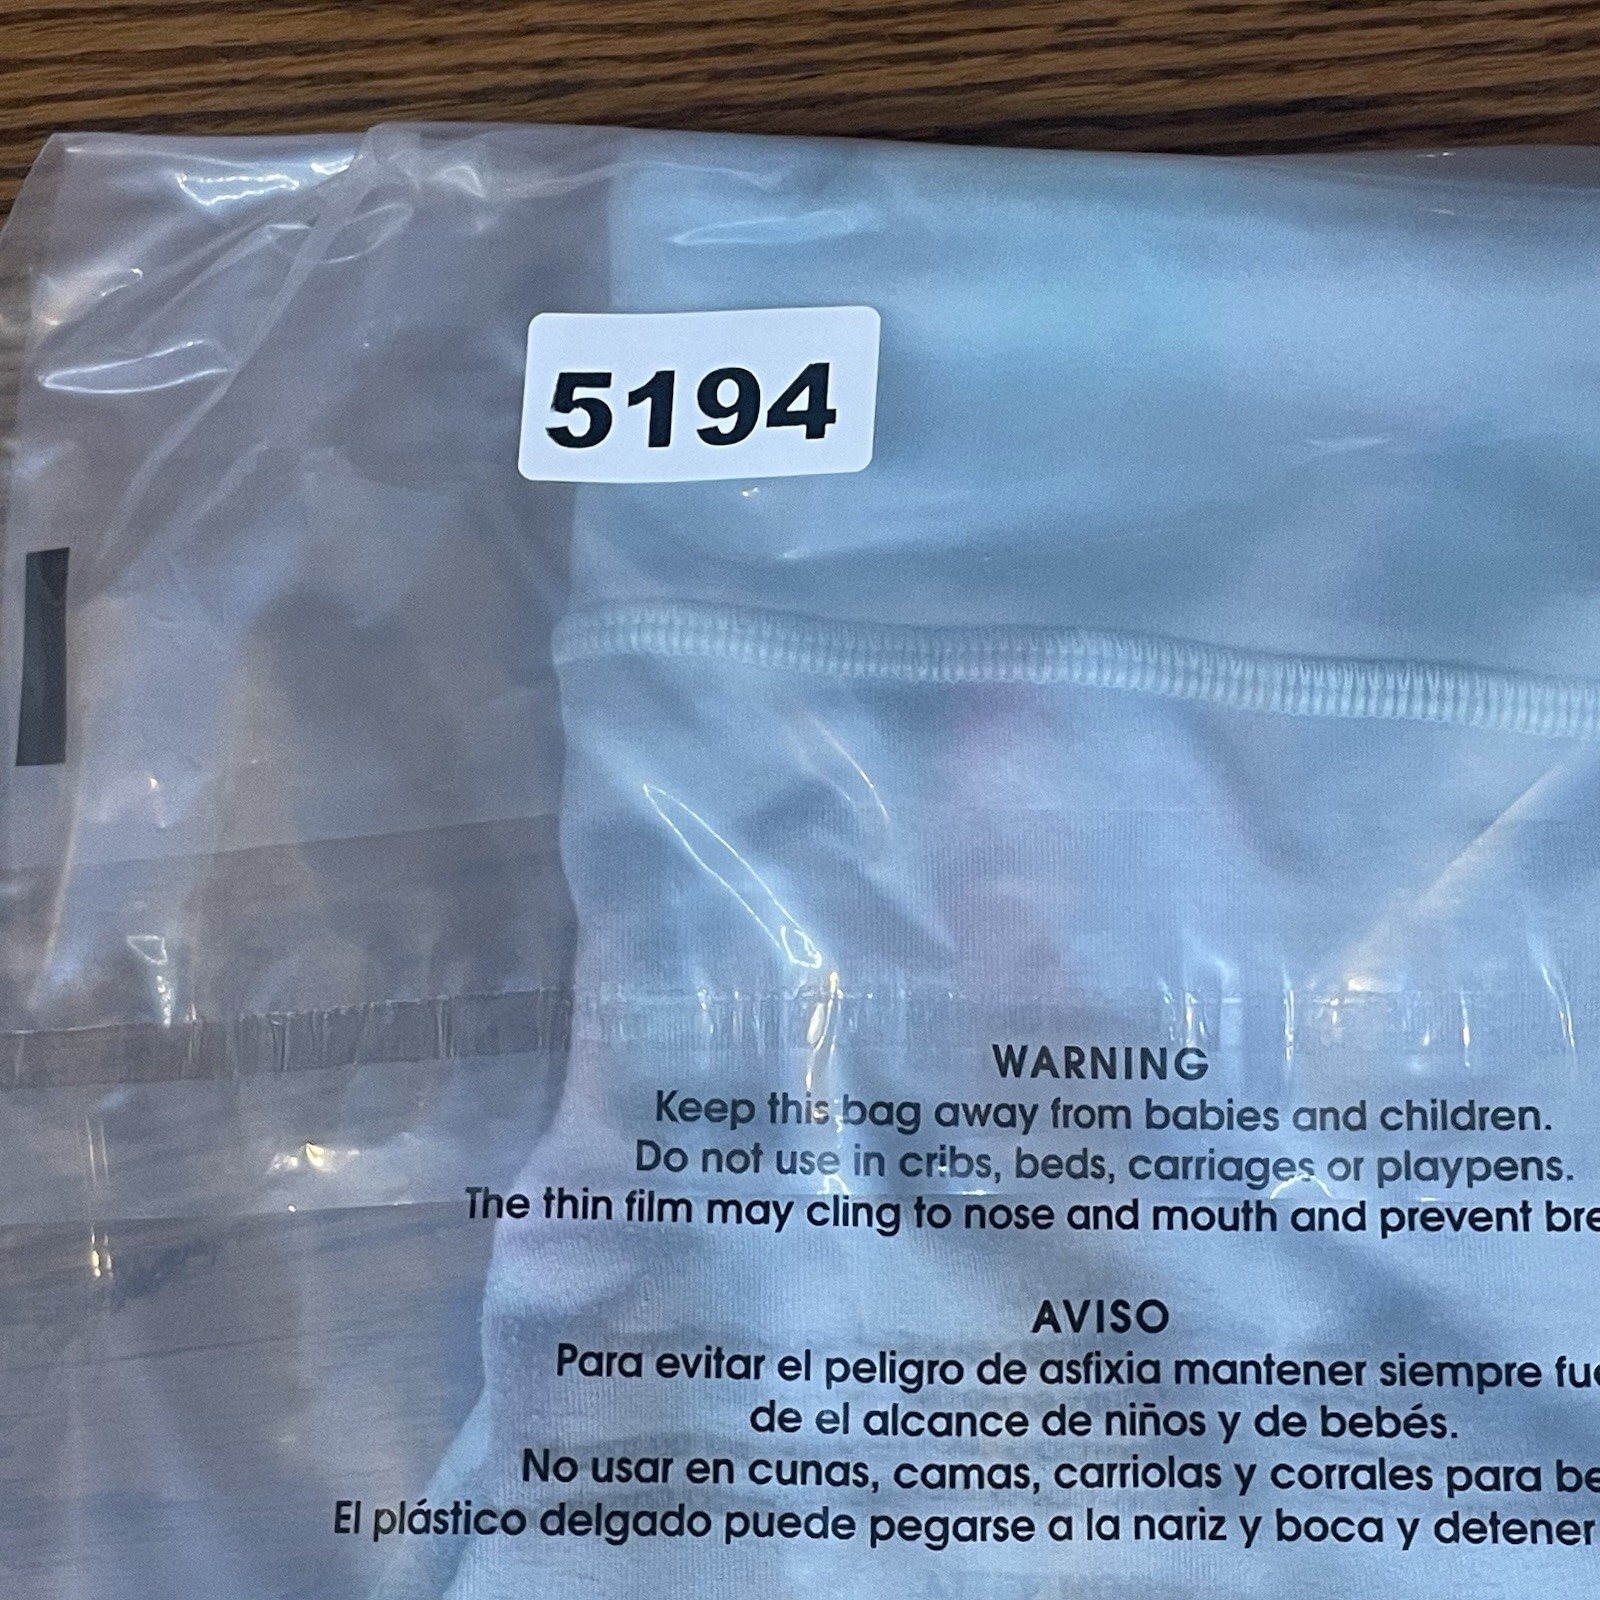 5194
WARNING
Keep this bag away from babies and children.
Do not use in cribs, beds, carriages or playpens.
The thin film may cling to nose and mouth and prevent
AVISO
Para evitar el peligro de asfixia mantener siempre
de el alcance de niños y de bebés.
No usar en cunas, camas, carriolas y corrales para
El plástico delgado puede pegarse a la nariz y boca y detener